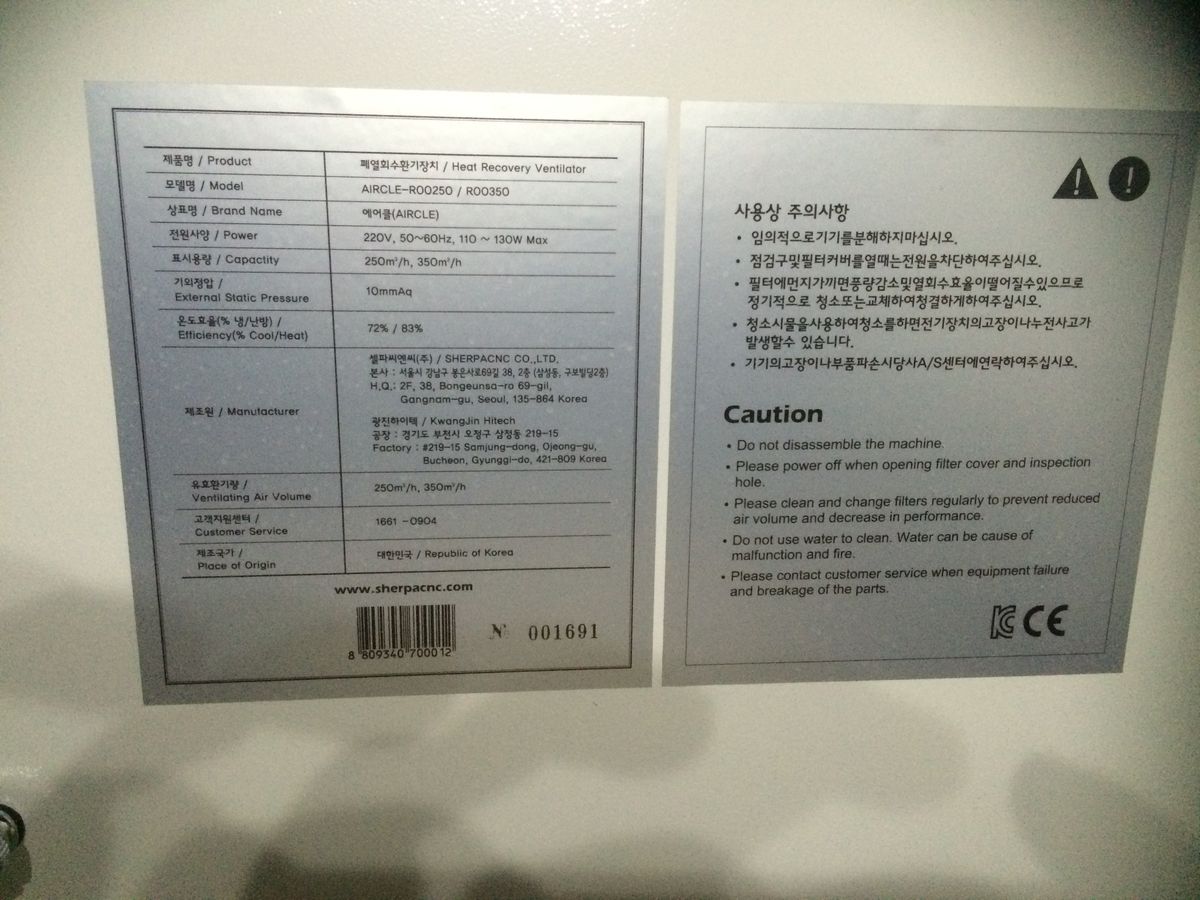 제품명 / Product 폐열회수환기장치 / Heat Recovery Ventilator
모델명 / Model AIRCLE-R00250 / R00350
상표명 / Brand Name 에어클(AIRCLE)
전원사양 / Power 220V, 50~60Hz, 110 ~ 130W Max
표시용량 / Capactity 250m³/h, 350m³/h
기외정압 /
External Static Pressure 10mmAq
온도효율(% 냉/난방) /
Efficiency(% Cool/Heat) 72% / 83%
제조원 / Manufacturer
셀파씨엔씨(주) / SHERPACNC CO.,LTD.
본사 : 서울시 강남구 봉은사로69길 38, 2층 (삼성동, 구보빌딩2층)
H.Q.: 2F, 38, Bongeunsa-ro 69-gil,
Gangnam-gu, Seoul, 135-864 Korea
광진하이텍 / KwangJin Hitech
공장 : 경기도 부천시 오정구 삼정동 219-15
Factory : #219-15 Samjung-dong, Ojeong-gu,
Bucheon, Gyunggi-do, 421-809 Korea
유효환기량 /
Ventilating Air Volume 250m³/h, 350m³/h
고객지원센터 /
Customer Service 1661 -0904
제조국가 /
Place of Origin 대한민국 / Republic of Korea
www.sherpacnc.com
8 809340 700012
N 001691
사용상 주의사항
• 임의적으로기기를분해하지마십시오.
• 점검구및필터커버를열때는전원을차단하여주십시오.
• 필터에먼지가끼면풍량감소및열회수효율이떨어질수있으므로
정기적으로 청소또는교체하여청결하게하여주십시오.
• 청소시물을사용하여청소를하면전기장치의고장이나누전사고가
발생할수 있습니다.
• 기기의고장이나부품파손시당사A/S센터에연락하여주십시오.
Caution
• Do not disassemble the machine.
• Please power off when opening filter cover and inspection
hole.
• Please clean and change filters regularly to prevent reduced
air volume and decrease in performance.
• Do not use water to clean. Water can be cause of
malfunction and fire.
• Please contact customer service when equipment failure
and breakage of the parts.
KC CE